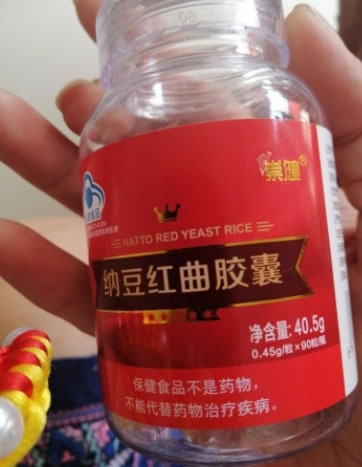 崇健®
NATTO RED YEAST RICE
纳豆红曲胶囊
净含量: 40.5g
0.45g/粒×90粒/瓶
保健食品不是药物,
不能代替药物治疗疾病。